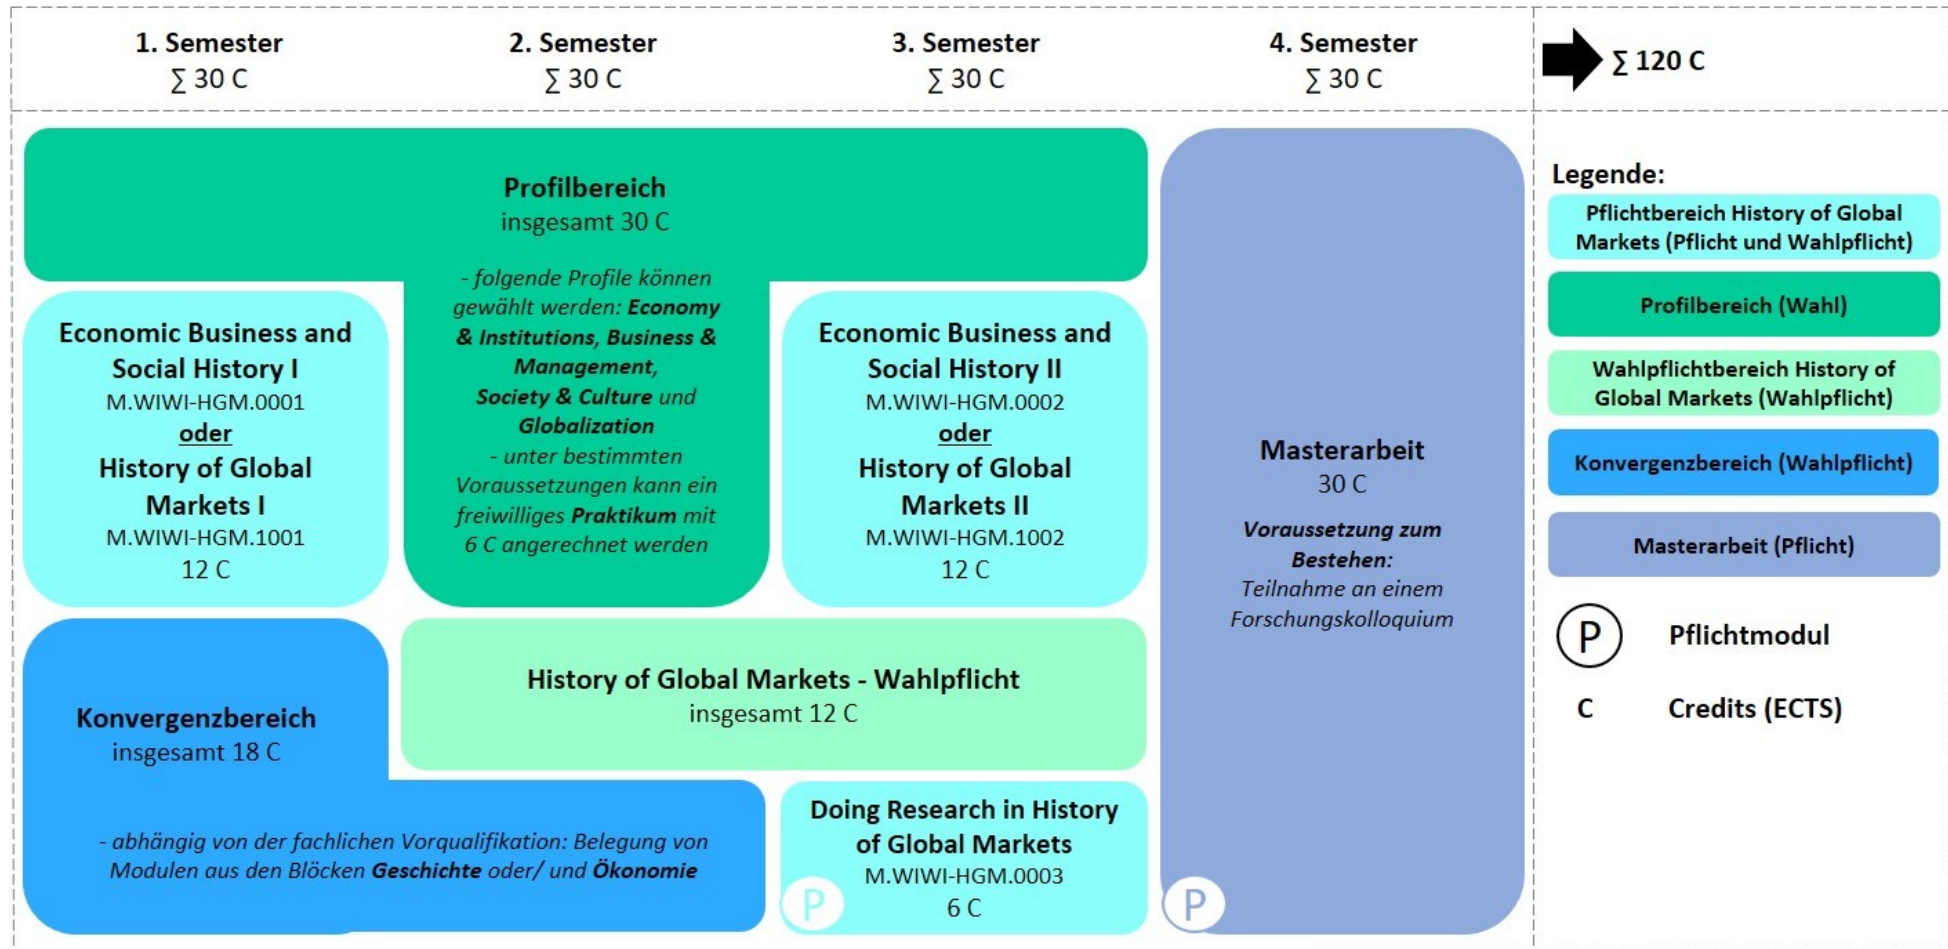 1. Semester
∑ 30 C
2. Semester
∑ 30 C
3. Semester
∑ 30 C
4. Semester
∑ 30 C
∑ 120 C
Profilbereich
insgesamt 30 C
- folgende Profile können
gewählt werden: Economy
& Institutions, Business &
Management,
Society & Culture und
Globalization
- unter bestimmten
Voraussetzungen kann ein
freiwilliges Praktikum mit
6 C angerechnet werden
Economic Business and
Social History I
M.WIWI-HGM.0001
oder
History of Global
Markets I
M.WIWI-HGM.1001
12 C
Economic Business and
Social History II
M.WIWI-HGM.0002
oder
History of Global
Markets II
M.WIWI-HGM.1002
12 C
Konvergenzbereich
insgesamt 18 C
- abhängig von der fachlichen Vorqualifikation: Belegung von
Modulen aus den Blöcken Geschichte oder/ und Ökonomie
History of Global Markets - Wahlpflicht
insgesamt 12 C
Doing Research in History
of Global Markets
M.WIWI-HGM.0003
6 C
P
Masterarbeit
30 C
Voraussetzung zum
Bestehen:
Teilnahme an einem
Forschungskolloquium
P
Legende:
Pflichtbereich History of Global
Markets (Pflicht und Wahlpflicht)
Profilbereich (Wahl)
Wahlpflichtbereich History of
Global Markets (Wahlpflicht)
Konvergenzbereich (Wahlpflicht)
Masterarbeit (Pflicht)
P Pflichtmodul
C Credits (ECTS)